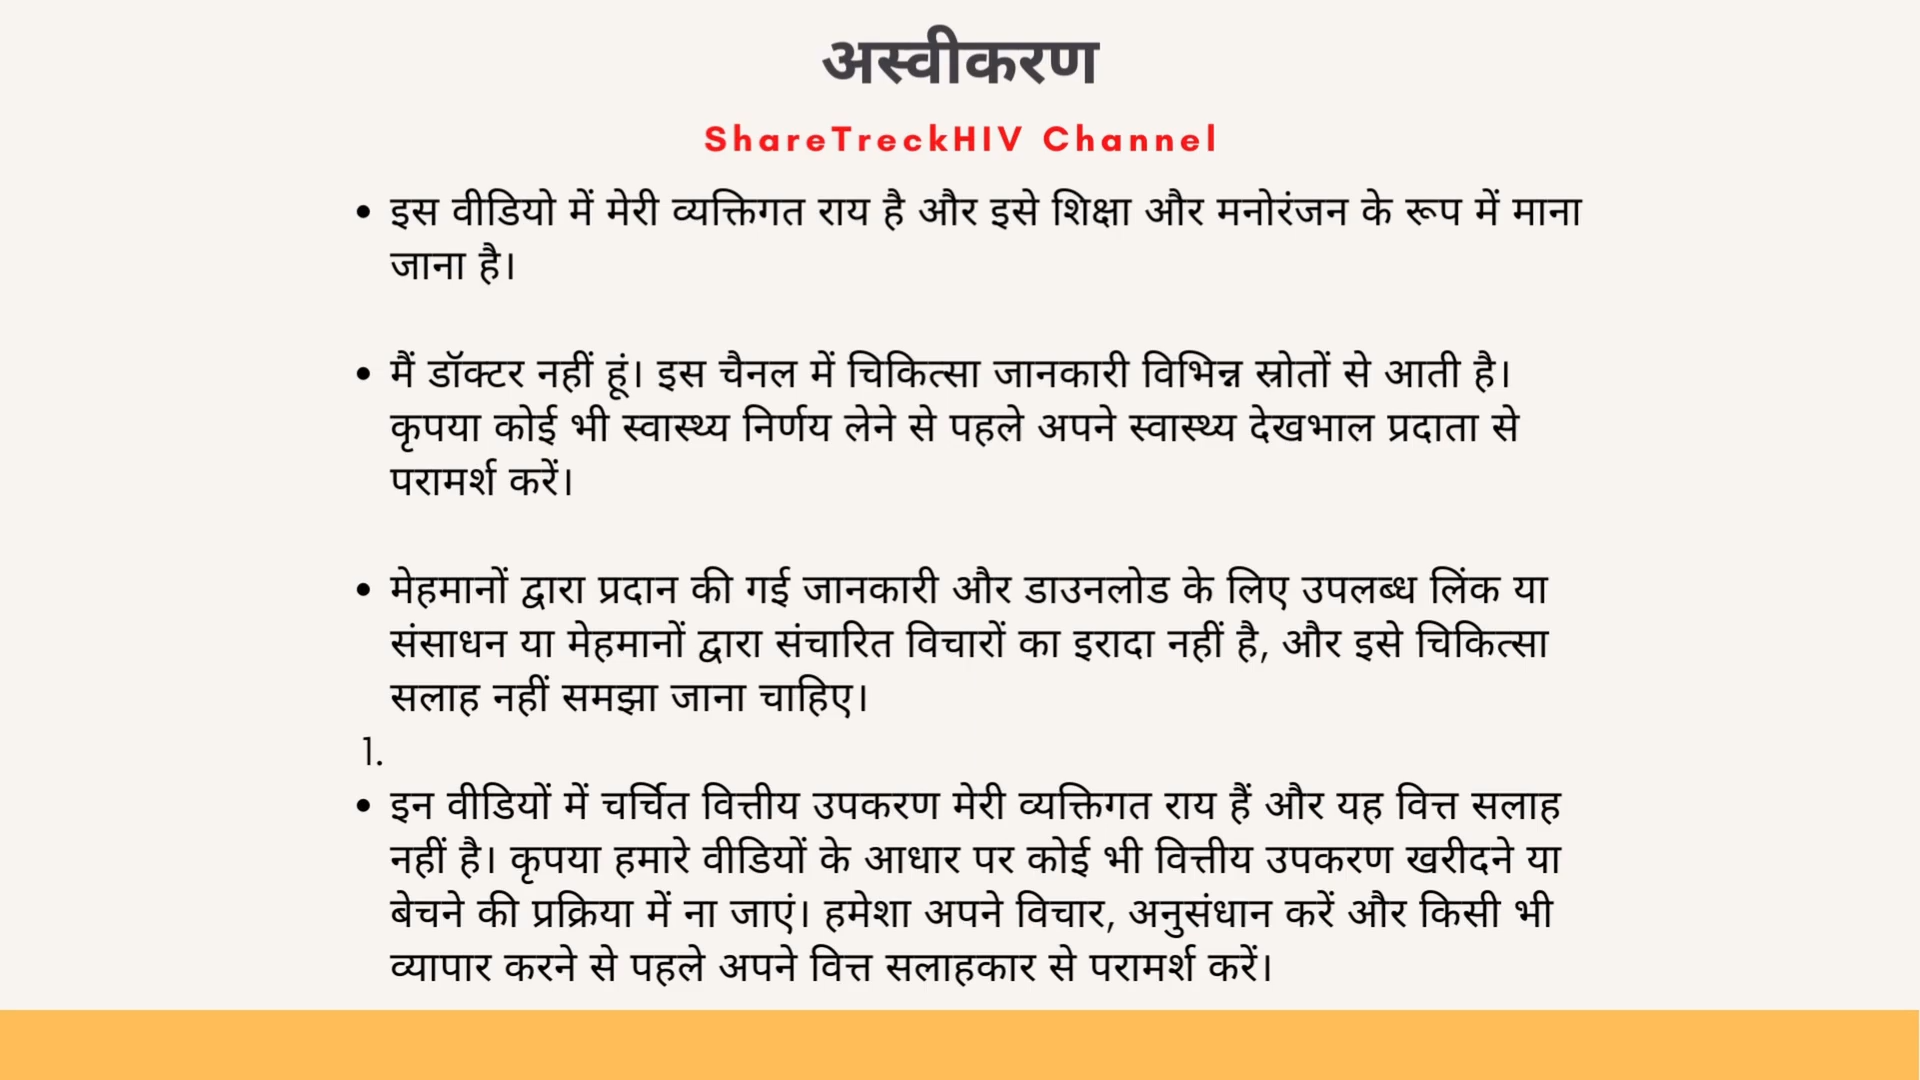 अस्वीकरण
ShareTreckHIV Channel
• इस वीडियो में मेरी व्यक्तिगत राय है और इसे शिक्षा और मनोरंजन के रूप में माना
जाना है।
• मैं डॉक्टर नहीं हूं। इस चैनल में चिकित्सा जानकारी विभिन्न स्रोतों से आती है।
कृपया कोई भी स्वास्थ्य निर्णय लेने से पहले अपने स्वास्थ्य देखभाल प्रदाता से
परामर्श करें।
• मेहमानों द्वारा प्रदान की गई जानकारी और डाउनलोड के लिए उपलब्ध लिंक या
संसाधन या मेहमानों द्वारा संचारित विचारों का इरादा नहीं है, और इसे चिकित्सा
सलाह नहीं समझा जाना चाहिए।
1.
• इन वीडियों में चर्चित वित्तीय उपकरण मेरी व्यक्तिगत राय हैं और यह वित्त सलाह
नहीं है। कृपया हमारे वीडियों के आधार पर कोई भी वित्तीय उपकरण खरीदने या
बेचने की प्रक्रिया में ना जाएं। हमेशा अपने विचार, अनुसंधान करें और किसी भी
व्यापार करने से पहले अपने वित्त सलाहकार से परामर्श करें।